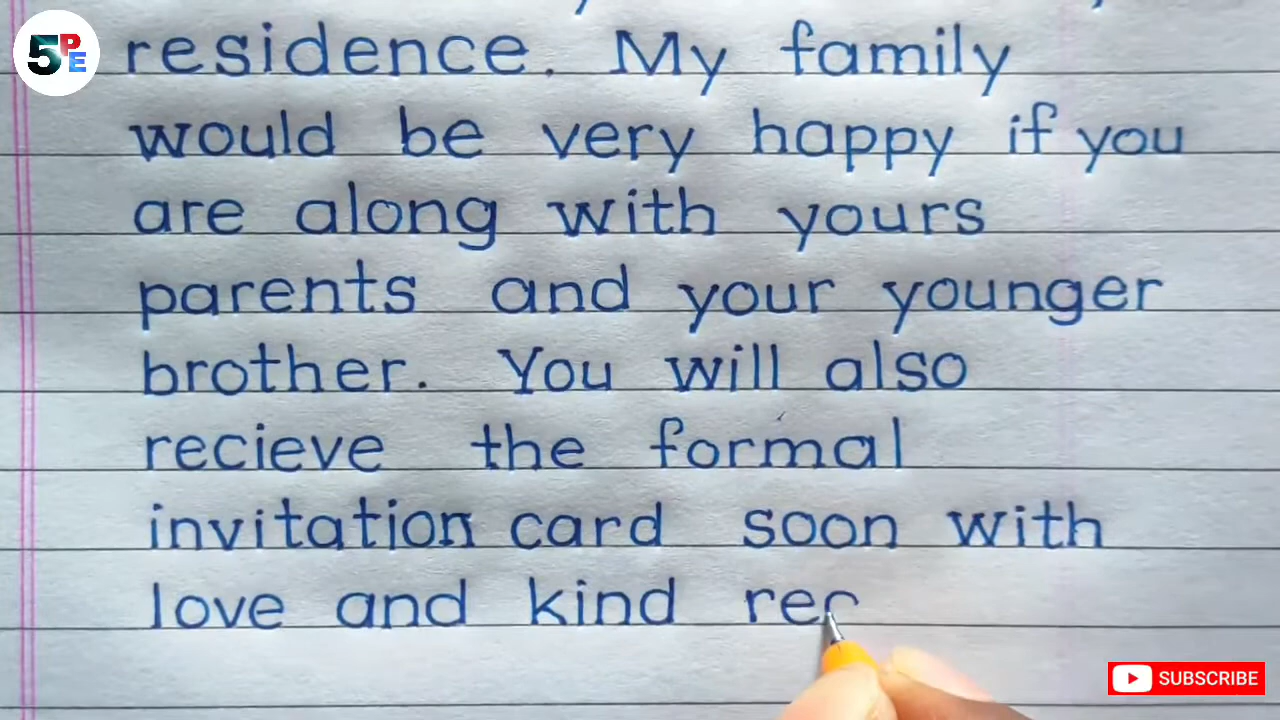 5PE
residence. My family
would be very happy if you
are along with yours
parents and your younger
brother. You will also
recieve the formal
invitation card soon with
love and kind
SUBSCRIBE